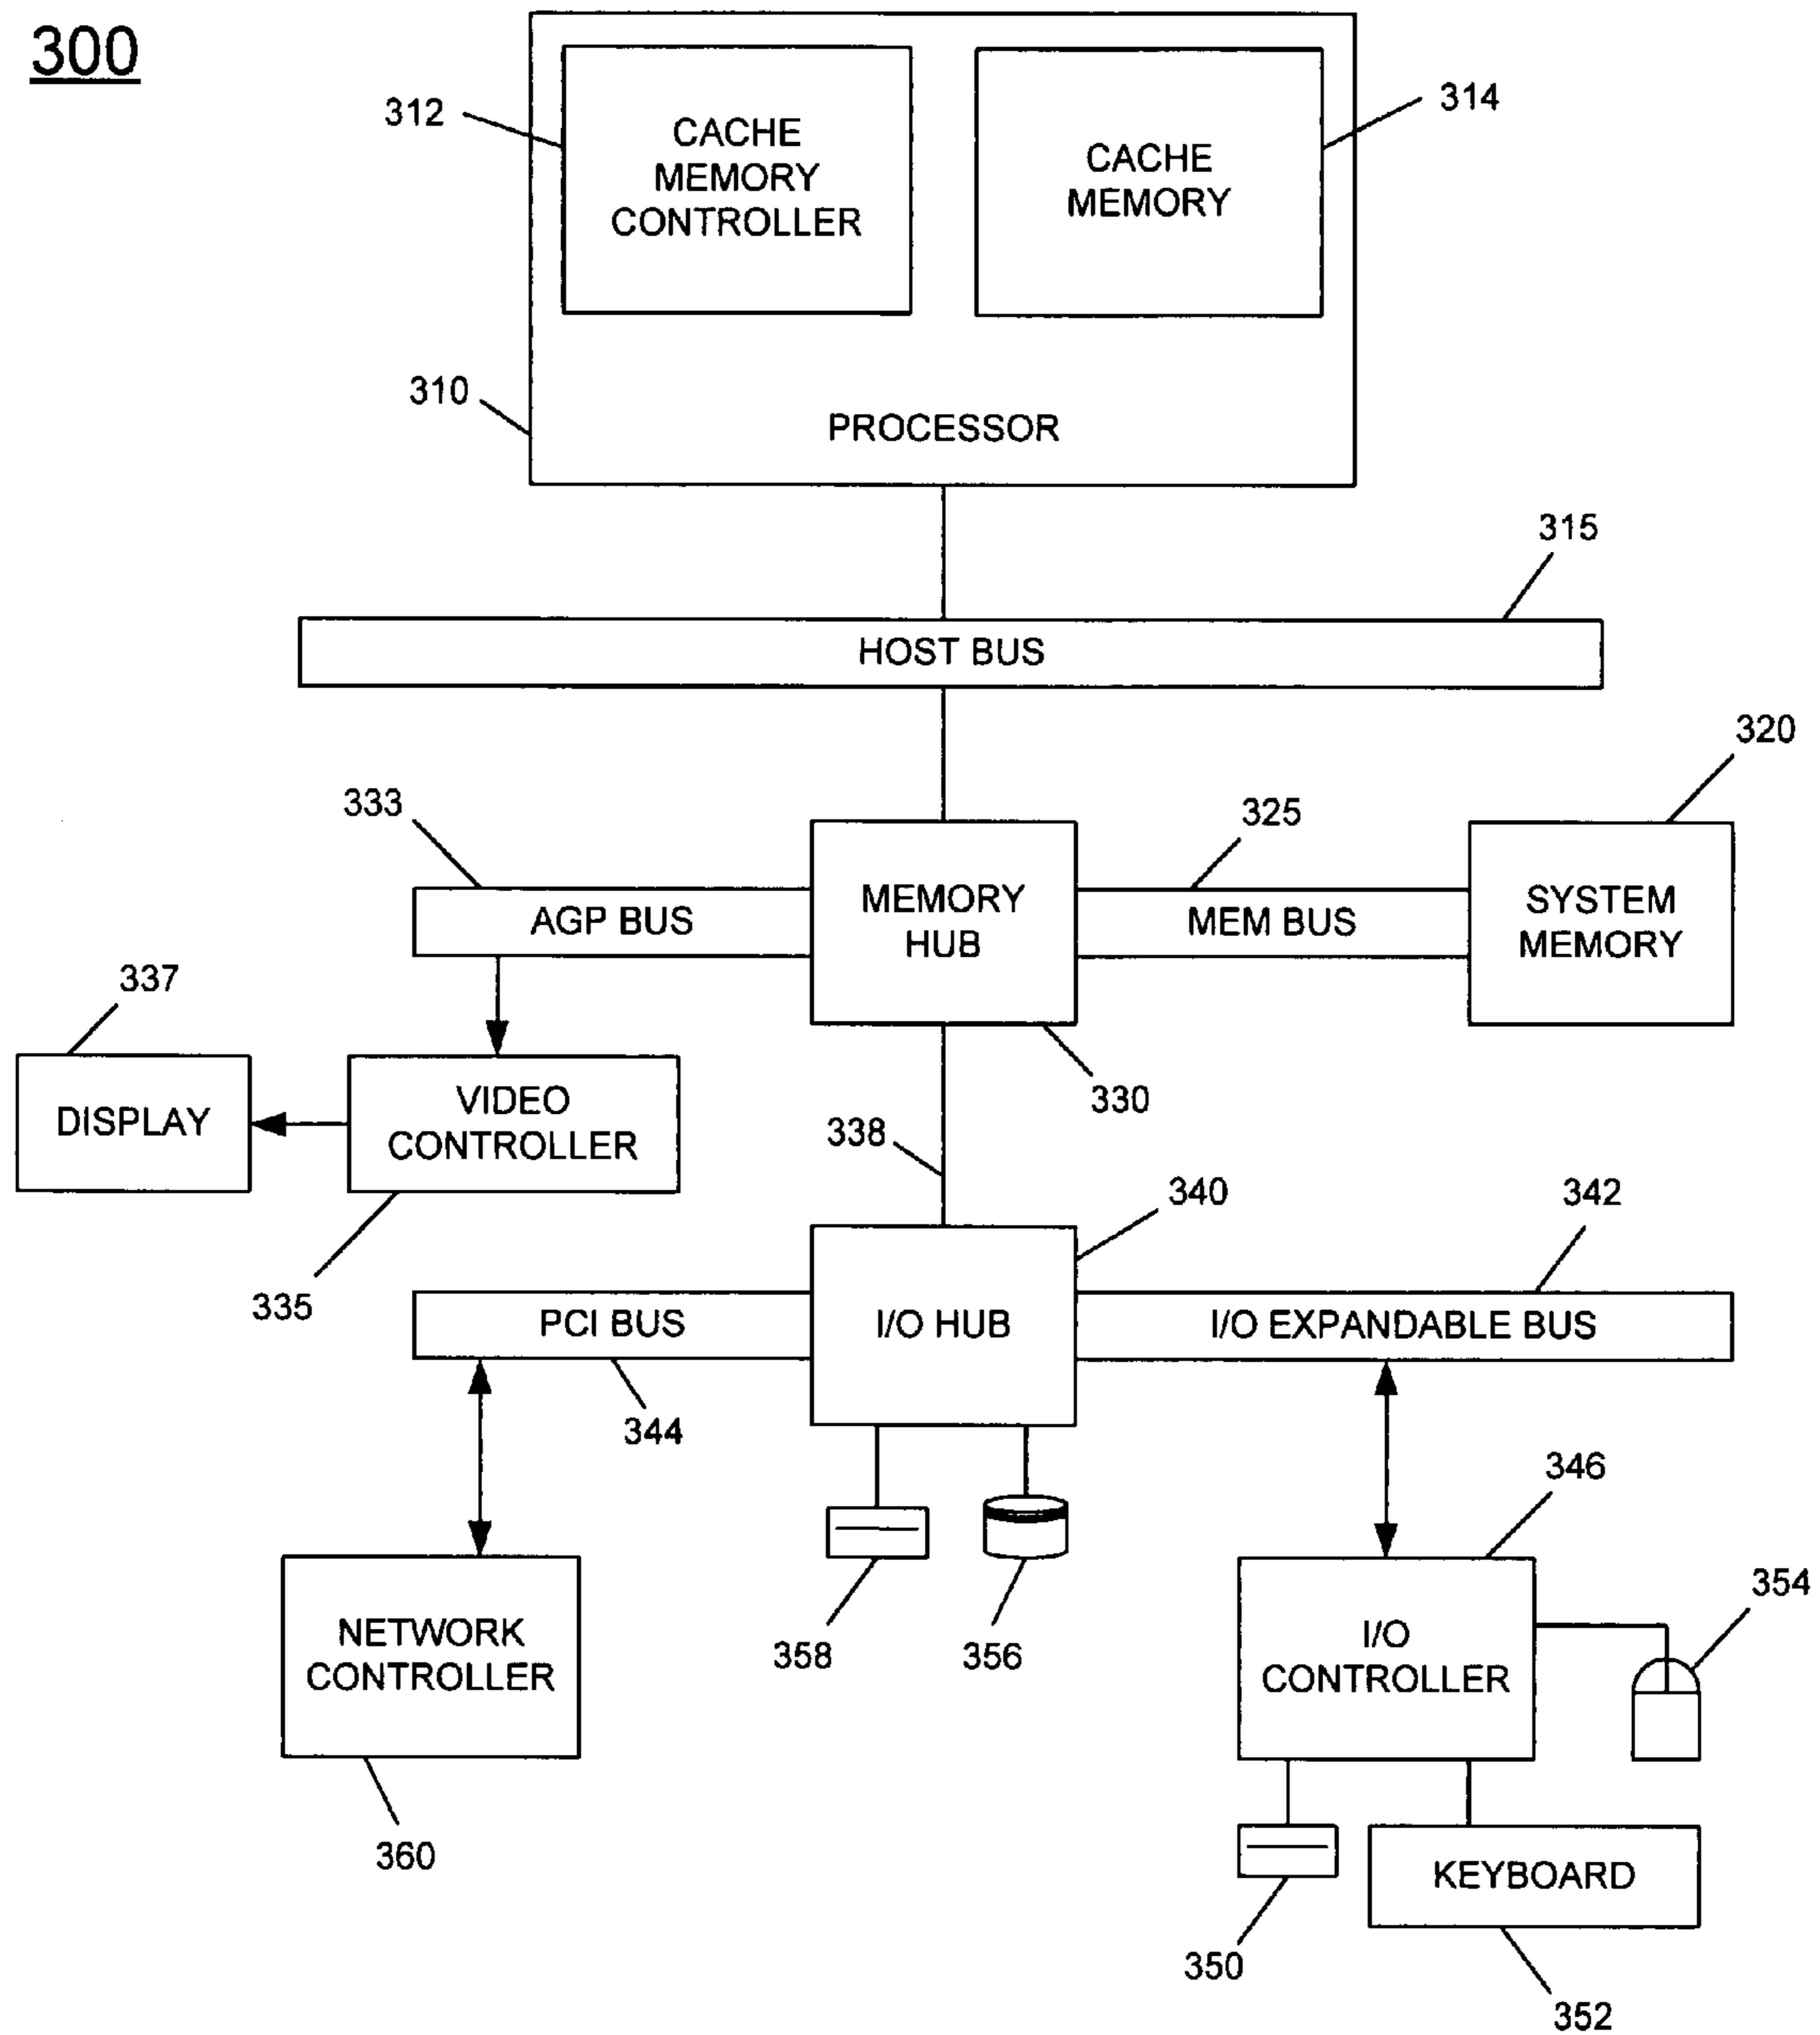 300
312
CACHE
MEMORY
CONTROLLER
CACHE
MEMORY
314
310
PROCESSOR
315
HOST BUS
320
333
325
AGP BUS
MEMORY
HUB
MEM BUS
SYSTEM
MEMORY
337
DISPLAY
VIDEO
CONTROLLER
330
338
340
342
335
PCI BUS
I/O HUB
I/O EXPANDABLE BUS
344
346
354
NETWORK
CONTROLLER
358
356
I/O
CONTROLLER
360
KEYBOARD
350
352